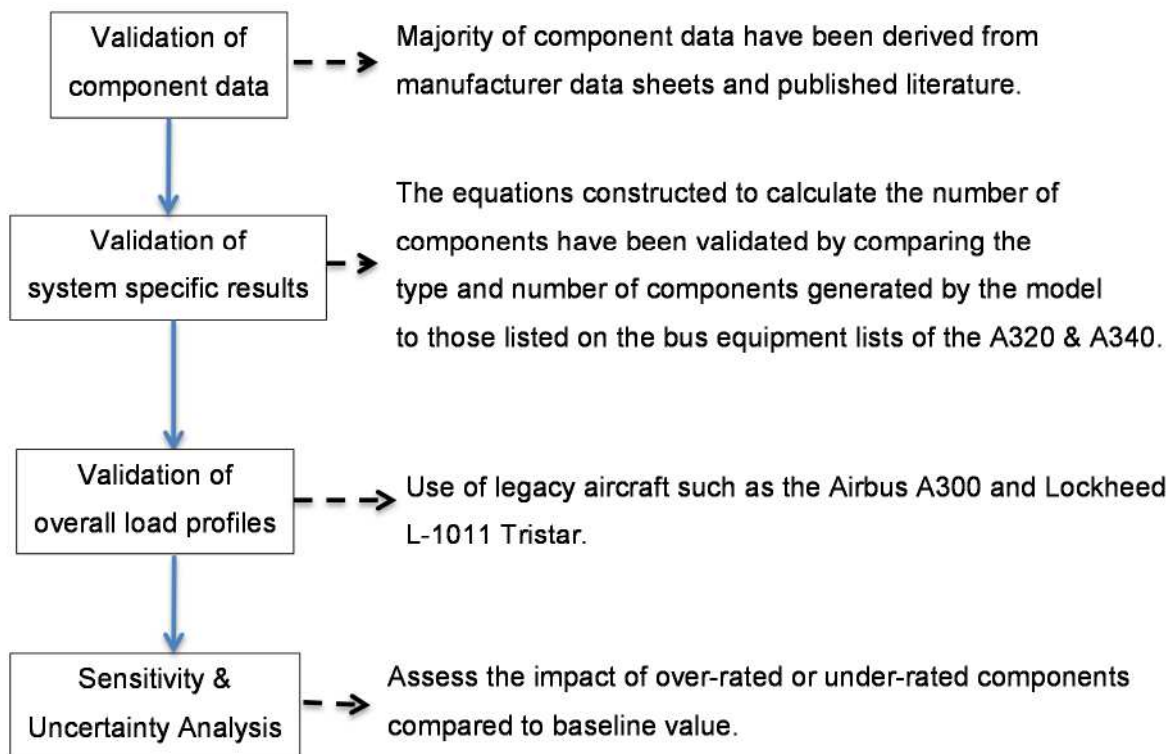 Validation of
component data
Majority of component data have been derived from
manufacturer data sheets and published literature.
Validation of
system specific results
The equations constructed to calculate the number of
components have been validated by comparing the
type and number of components generated by the model
to those listed on the bus equipment lists of the A320 & A340.
Validation of
overall load profiles
Use of legacy aircraft such as the Airbus A300 and Lockheed
L-1011 Tristar.
Sensitivity &
Uncertainty Analysis
Assess the impact of over-rated or under-rated components
compared to baseline value.